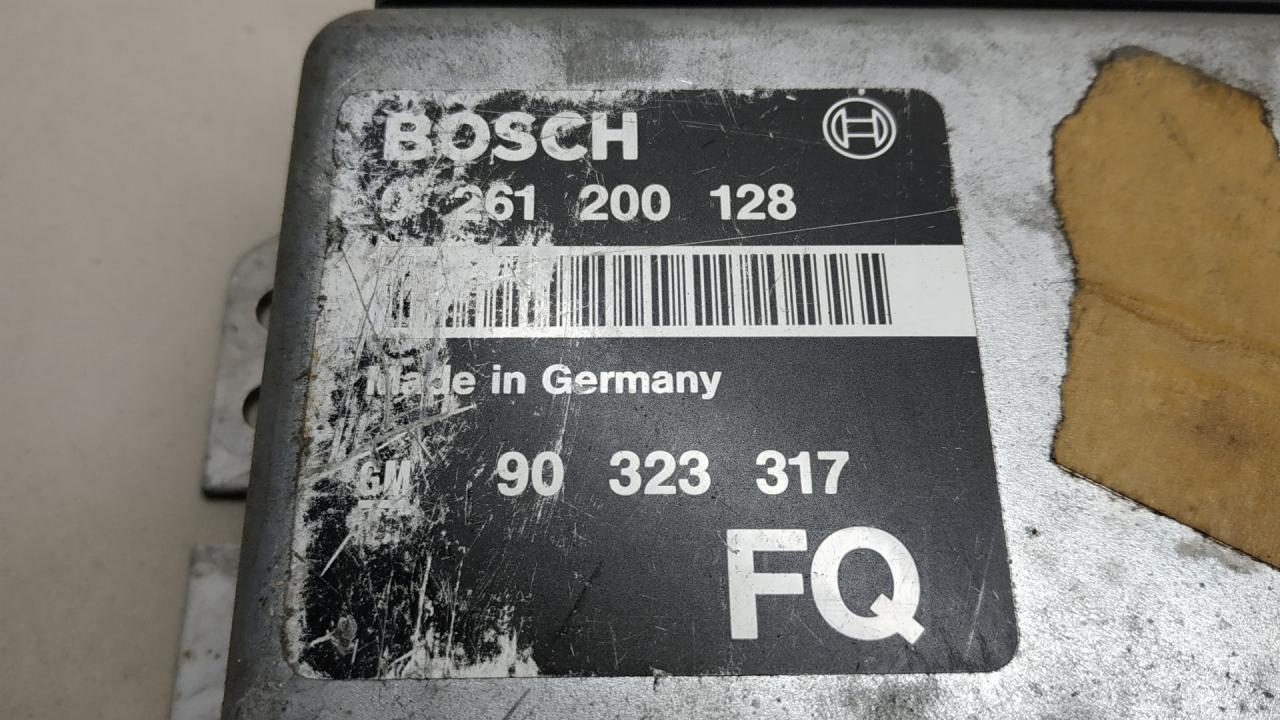 BOSCH
0 261 200 128
Made in Germany
GM 90 323 317
FQ